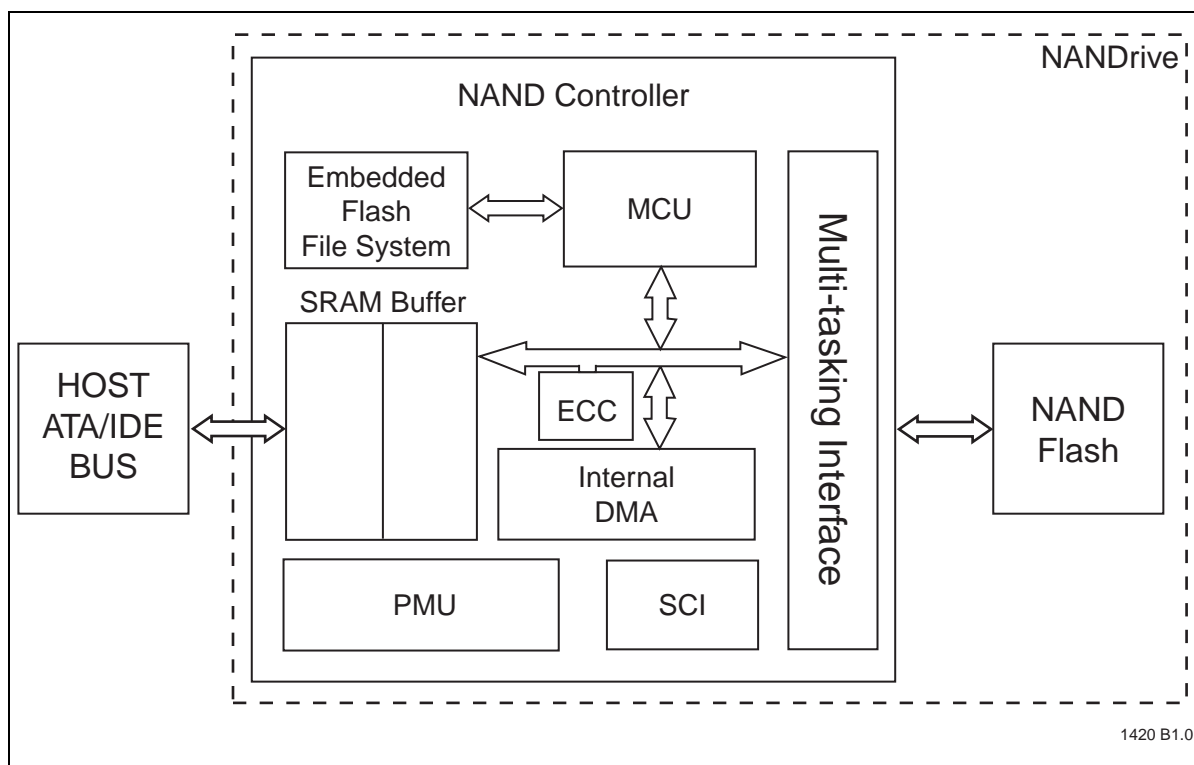 NANDrive
NAND Controller
Embedded
Flash
File System
MCU
Multi-tasking Interface
SRAM Buffer
HOST
ATA/IDE
BUS
ECC
NAND
Flash
Internal
DMA
PMU
SCI
1420 B1.0